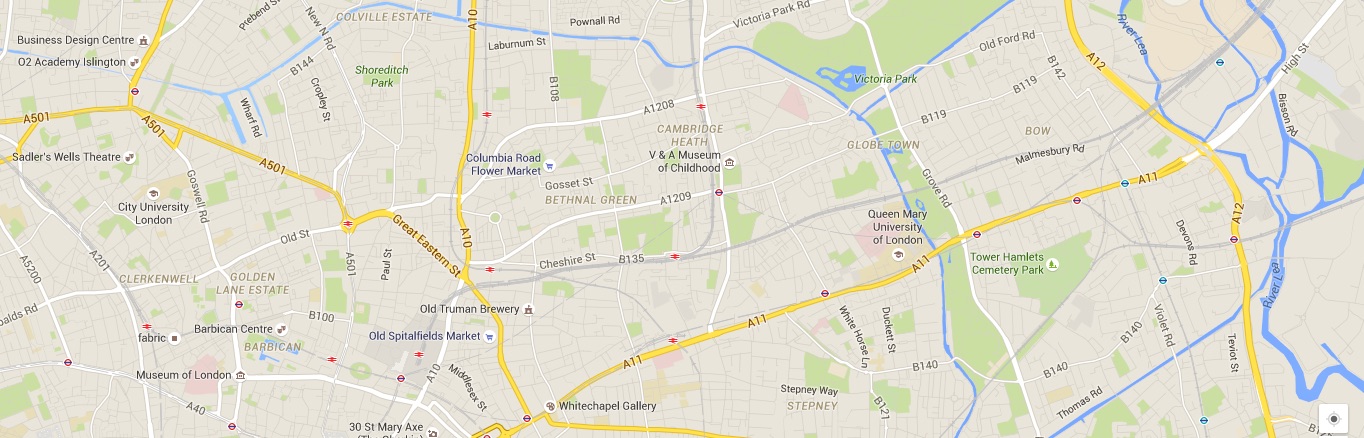 COLVILLE ESTATE
Prebend St
New N Rd
A10
Pownall Rd
Victoria Park Rd
River Lea
Business Design Centre
O2 Academy Islington
Laburnum St
Old Ford Rd
High St
A12
B144
Shoreditch
Park
Cropley St
B108
Victoria Park
B142
B119
A501
Wharf Rd
A1208
B119
Bisson Rd
A501
CAMBRIDGE
HEATH
BOW
Sadler's Wells Theatre
A501
Columbia Road
Flower Market
V & A Museum
of Childhood
GLOBE TOWN
Malmesbury Rd
Goswell Rd
Gosset St
BETHNAL GREEN
A1209
Grove Rd
A11
City University
London
Great Eastern St
Queen Mary
University
of London
A12
Old St
A10
Devons Rd
A201
A5200
A501
Paul St
Cheshire St
B135
A11
Tower Hamlets
Cemetery Park
CLERKENWELL
GOLDEN
LANE ESTATE
River Lea
Old Truman Brewery
B100
White Horse Ln
Duckett St
Violet Rd
B140
Barbican Centre
A11
fabric
Old Spitalfields Market
BARBICAN
Teviot St
A11
B140
B140
Museum of London
A10
Middlesex St
Stepney Way
STEPNEY
Thomas Rd
A40
Whitechapel Gallery
B121
30 St Mary Axe